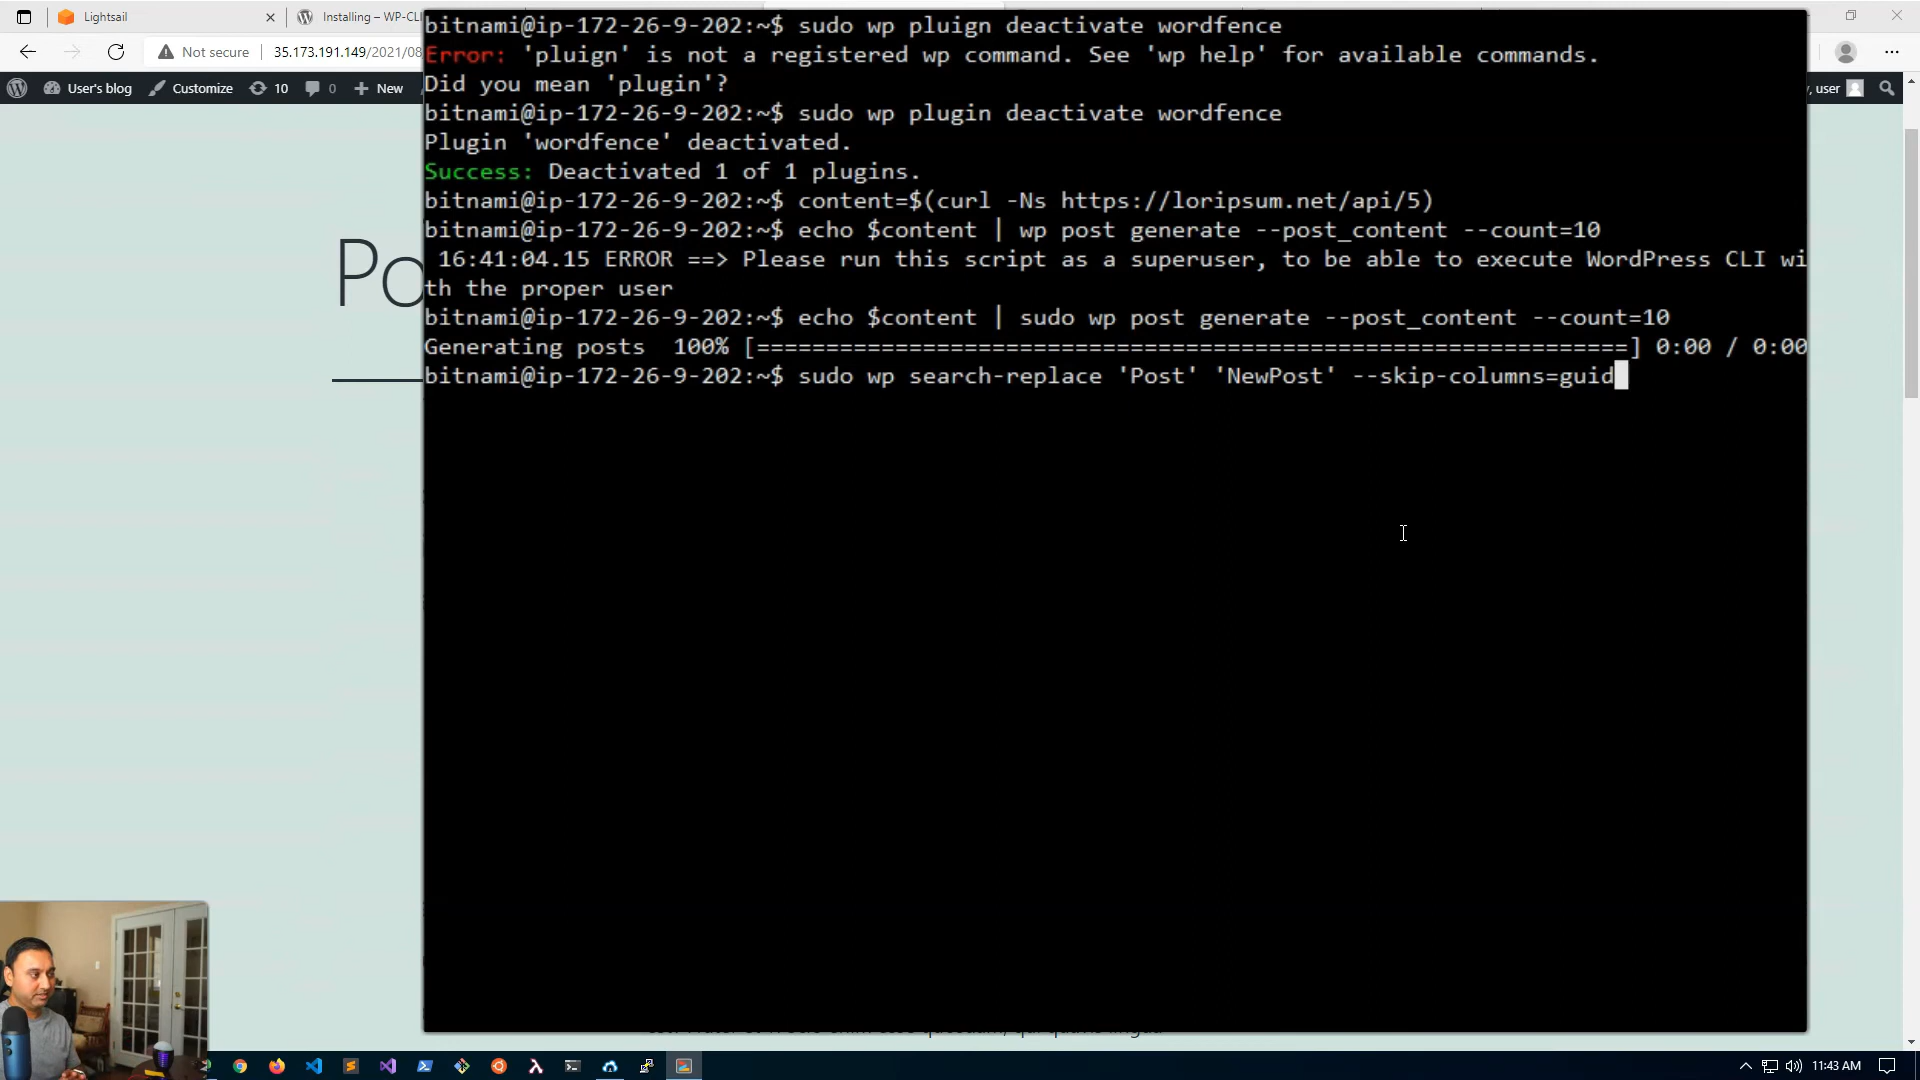 Lightsail
Installing – WP-CL
Not secure
35.173.191.149/2021/08
User's blog
Customize
10
0
New
, user
Po
bitnami@ip-172-26-9-202:~$ sudo wp pluign deactivate wordfence
Error: 'pluign' is not a registered wp command. See 'wp help' for available commands.
Did you mean 'plugin'?
bitnami@ip-172-26-9-202:~$ sudo wp plugin deactivate wordfence
Plugin 'wordfence' deactivated.
Success: Deactivated 1 of 1 plugins.
bitnami@ip-172-26-9-202:~$ content=$(curl -Ns https://loripsum.net/api/5)
bitnami@ip-172-26-9-202:~$ echo $content | wp post generate --post_content --count=10
16:41:04.15 ERROR ==> Please run this script as a superuser, to be able to execute WordPress CLI wi
th the proper user
bitnami@ip-172-26-9-202:~$ echo $content | sudo wp post generate --post_content --count=10
Generating posts  100% [===============================================================] 0:00 / 0:00
bitnami@ip-172-26-9-202:~$ sudo wp search-replace 'Post' 'NewPost' --skip-columns=guid
11:43 AM